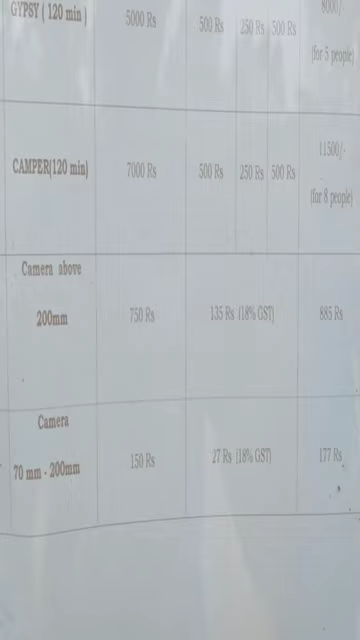 GYPSY ( 120 min ) 5000 Rs 500 Rs 250 Rs 500 Rs 8000/-
(for 5 people)
CAMPER(120 min) 7000 Rs 500 Rs 250 Rs 500 Rs 11500/-
(for 8 people)
Camera above
200mm 750 Rs 135 Rs (18% GST) 885 Rs
Camera
70 mm - 200mm 150 Rs 27 Rs (18% GST) 177 Rs